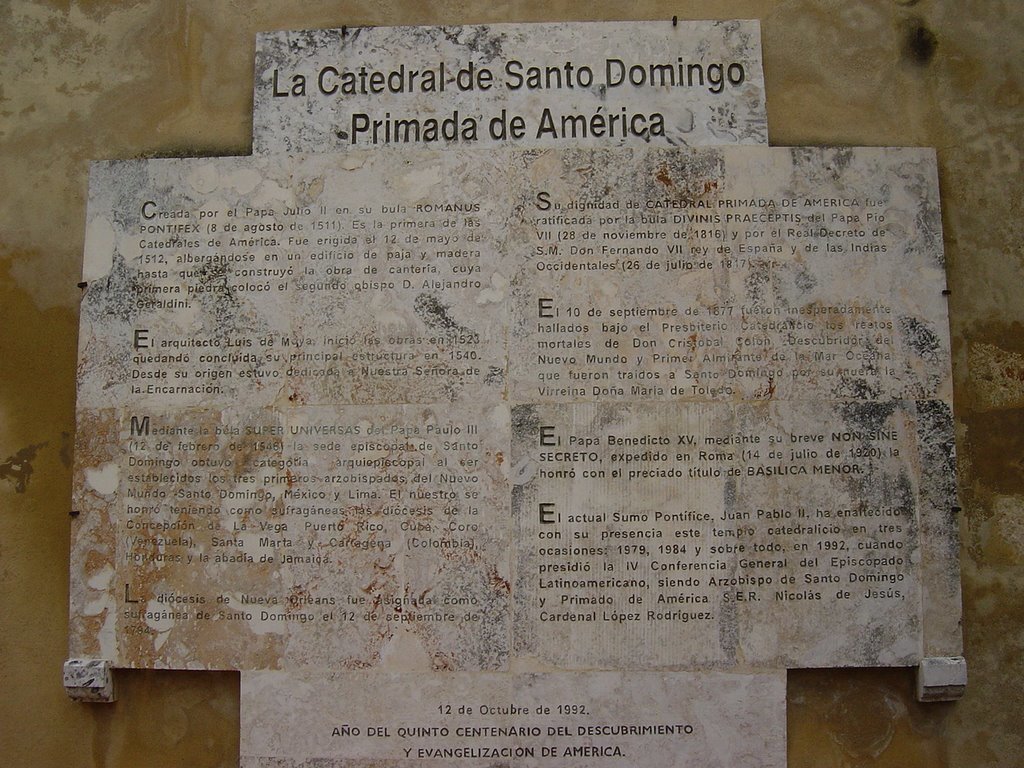 La Catedral de Santo Domingo
Primada de América
Creada por el Papa Julio II en su bula ROMANUS
PONTIFEX (8 de agosto de 1511). Es la primera de las
Catedrales de América. Fue erigida el 12 de mayo de
1512, albergándose en un edificio de paja y madera
hasta que se construyó la obra de cantería, cuya
primera piedra colocó el segundo obispo D. Alejandro
Geraldini.
El arquitecto Luis de Moya, inició las obras en 1523
quedando concluida su principal estructura en 1540.
Desde su origen estuvo dedicada a Nuestra Señora de
la Encarnación.
Mediante la bula SUPER UNIVERSAS del Papa Paulo III
(12 de febrero de 1546) la sede episcopal de Santo
Domingo obtuvo categoría arquiepiscopal al ser
establecidos los tres primeros arzobispados del Nuevo
Mundo Santo Domingo, México y Lima. El nuestro se
honró teniendo como sufragáneas las diócesis de la
Concepción de La Vega Puerto Rico, Cuba, Coro
(Venezuela), Santa Marta y Cartagena (Colombia),
Honduras y la abadía de Jamaica.
La diócesis de Nueva Orleans fue asignada como
sufragánea de Santo Domingo el 12 de septiembre de
1794.
Su dignidad de CATEDRAL PRIMADA DE AMERICA fue
ratificada por la bula DIVINIS PRAECEPTIS del Papa Pío
VII (28 de noviembre de 1816) y por el Real Decreto de
S.M. Don Fernando VII rey de España y de las Indias
Occidentales (26 de julio de 1817).
El 10 de septiembre de 1877 fueron inesperadamente
hallados bajo el Presbiterio Catedralicio los restos
mortales de Don Cristóbal Colón, Descubridor del
Nuevo Mundo y Primer Almirante de la Mar Océana
que fueron traídos a Santo Domingo por su nuera la
Virreina Doña María de Toledo.
El Papa Benedicto XV, mediante su breve NON SINE
SECRETO, expedido en Roma (14 de julio de 1920) la
honró con el preciado título de BASILICA MENOR.
El actual Sumo Pontífice, Juan Pablo II, ha enaltecido
con su presencia este templo catedralicio en tres
ocasiones: 1979, 1984 y sobre todo, en 1992, cuando
presidió la IV Conferencia General del Episcopado
Latinoamericano, siendo Arzobispo de Santo Domingo
y Primado de América S.E.R. Nicolás de Jesús,
Cardenal López Rodríguez.
12 de Octubre de 1992.
AÑO DEL QUINTO CENTENARIO DEL DESCUBRIMIENTO
Y EVANGELIZACIÓN DE AMERICA.